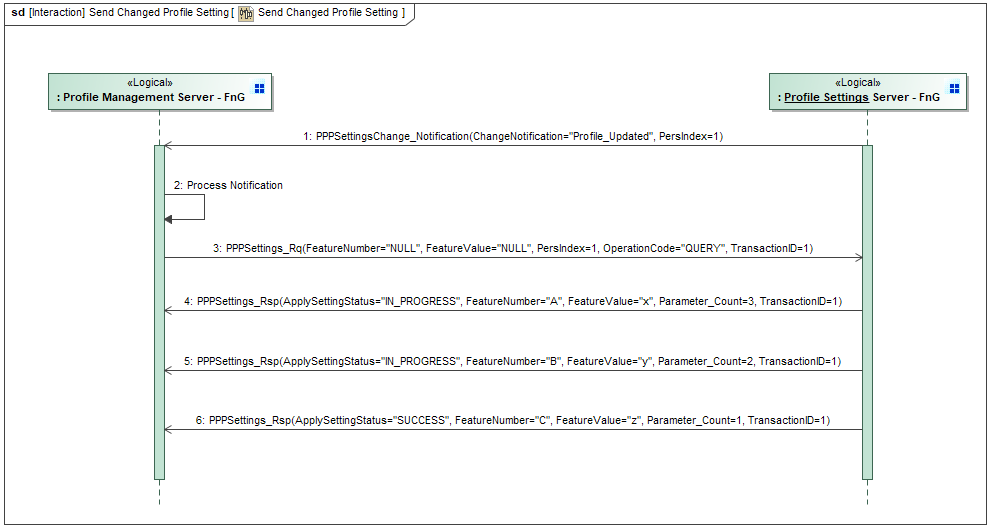 sd [Interaction] Send Changed Profile Setting [ Send Changed Profile Setting ]
«Logical»
: Profile Management Server - FnG
«Logical»
: Profile Settings Server - FnG
1: PPPSettingsChange_Notification(ChangeNotification="Profile_Updated", PersIndex=1)
2: Process Notification
3: PPPSettings_Rq(FeatureNumber="NULL", FeatureValue="NULL", PersIndex=1, OperationCode="QUERY", TransactionID=1)
4: PPPSettings_Rsp(ApplySettingStatus="IN_PROGRESS", FeatureNumber="A", FeatureValue="x", Parameter_Count=3, TransactionID=1)
5: PPPSettings_Rsp(ApplySettingStatus="IN_PROGRESS", FeatureNumber="B", FeatureValue="y", Parameter_Count=2, TransactionID=1)
6: PPPSettings_Rsp(ApplySettingStatus="SUCCESS", FeatureNumber="C", FeatureValue="z", Parameter_Count=1, TransactionID=1)